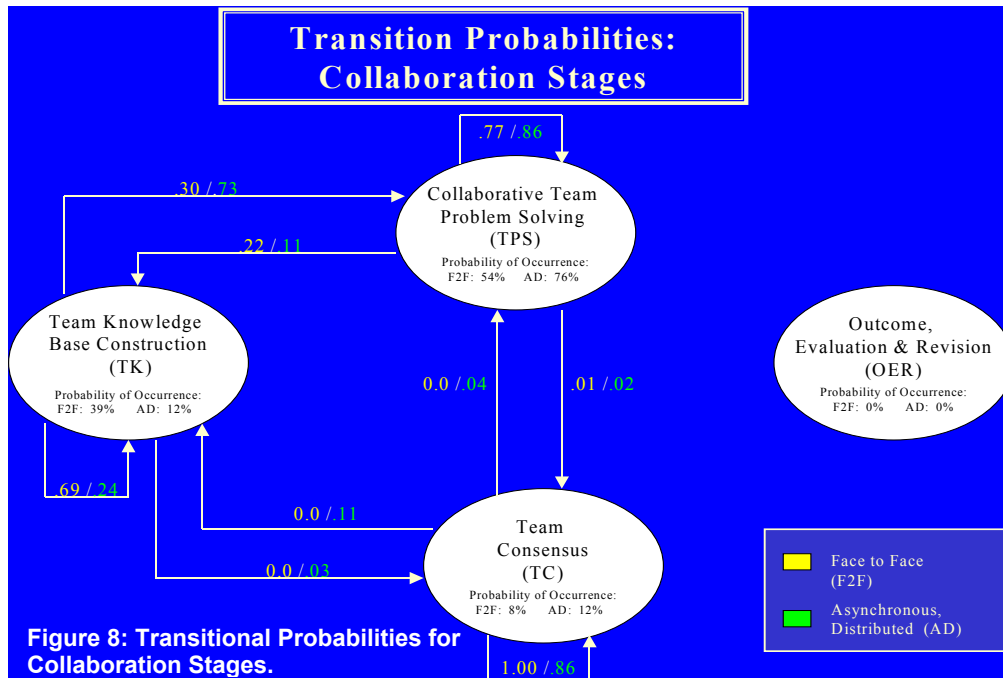 Transition Probabilities:
Collaboration Stages
.77 /.86
.30 /.73
Collaborative Team
Problem Solving
(TPS)
Probability of Occurrence:
F2F: 54% AD: 76%
.22 /.11
Team Knowledge
Base Construction
(TK)
Probability of Occurrence:
F2F: 39% AD: 12%
Outcome,
Evaluation & Revision
(OER)
Probability of Occurrence:
F2F: 0% AD: 0%
0.0 /.04
.01 /.02
.69 /.24
0.0 /.11
0.0 /.03
Team
Consensus
(TC)
Probability of Occurrence:
F2F: 8% AD: 12%
Face to Face
(F2F)
Asynchronous,
Distributed (AD)
Figure 8: Transitional Probabilities for
Collaboration Stages.
1.00 /.86